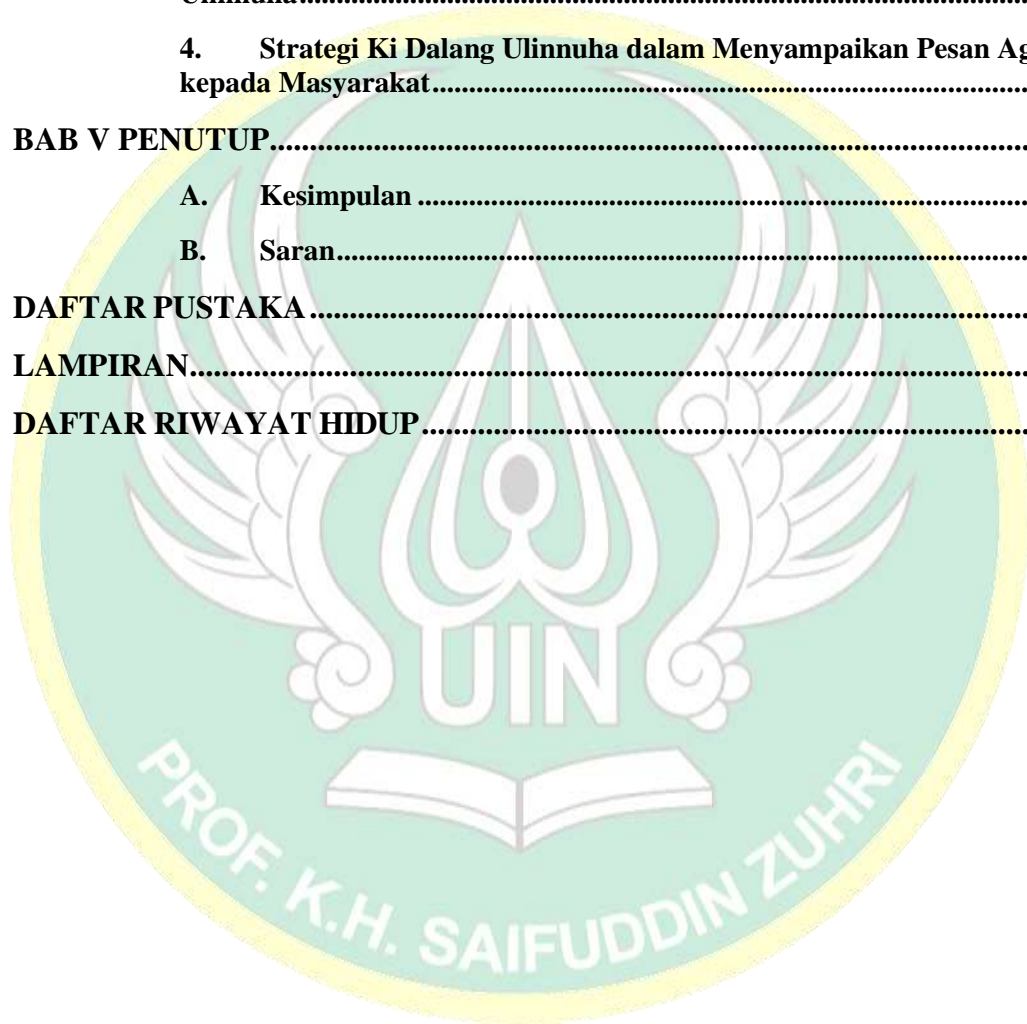 4. Strategi Ki Dalang Ulinnuha dalam Menyampaikan Pesan Ag
kepada Masyarakat....................
BAB V PENUTUP....................
A. Kesimpulan ....................
B. Saran....................
DAFTAR PUSTAKA ....................
LAMPIRAN....................
DAFTAR RIWAYAT HIDUP ....................
UIN
PROF. K.H. SAIFUDDIN ZUHRI